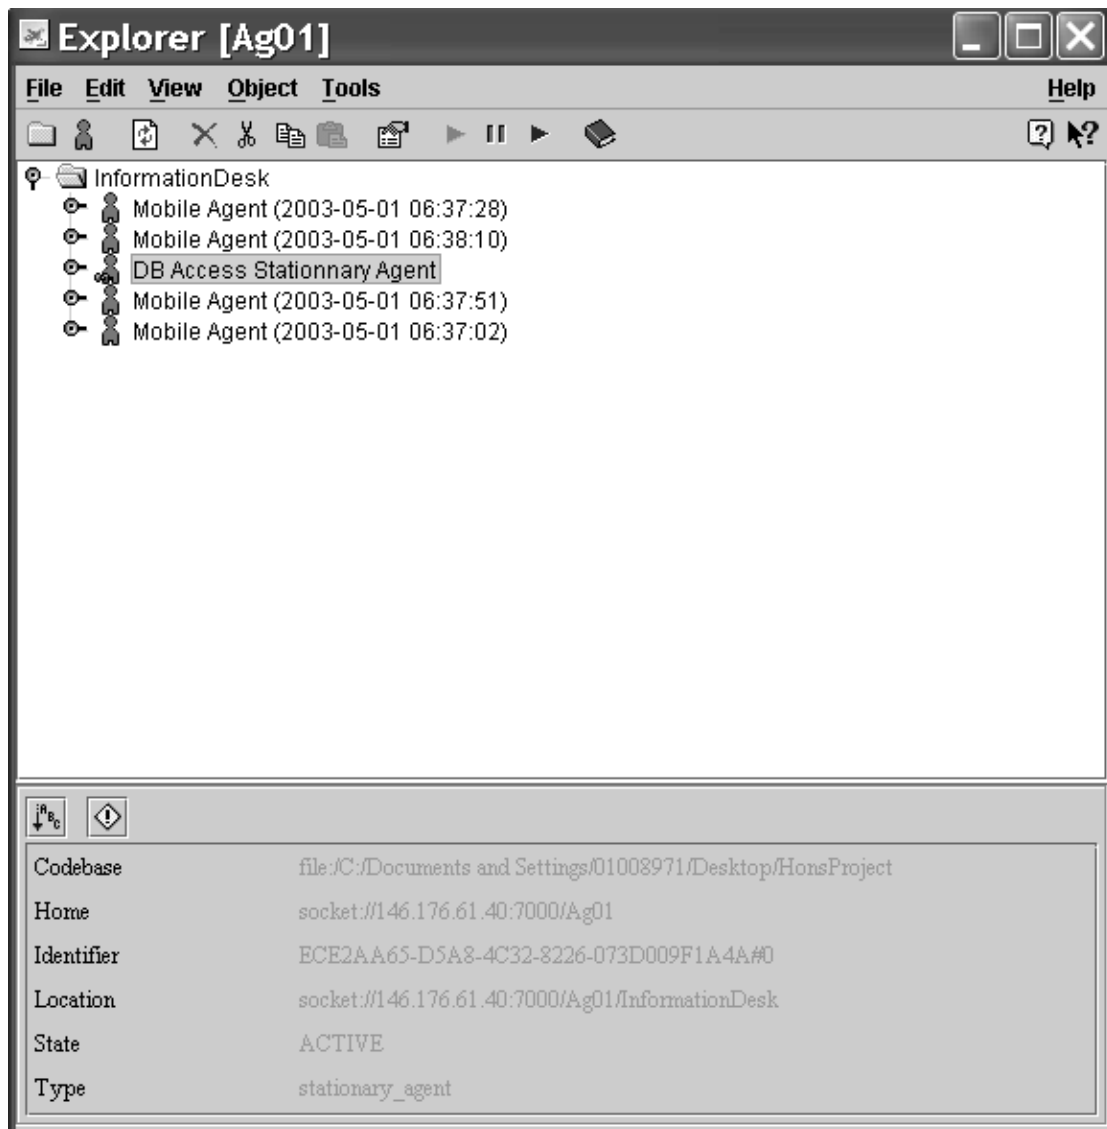 Explorer [Ag01]
File Edit View Object Tools Help
InformationDesk
Mobile Agent (2003-05-01 06:37:28)
Mobile Agent (2003-05-01 06:38:10)
DB Access Stationnary Agent
Mobile Agent (2003-05-01 06:37:51)
Mobile Agent (2003-05-01 06:37:02)
Codebase file:/C:/Documents and Settings/01008971/Desktop/HonsProject
Home socket://146.176.61.40:7000/Ag01
Identifier ECE2AA65-D5A8-4C32-8226-073D009F1A4A#0
Location socket://146.176.61.40:7000/Ag01/InformationDesk
State ACTIVE
Type stationary_agent